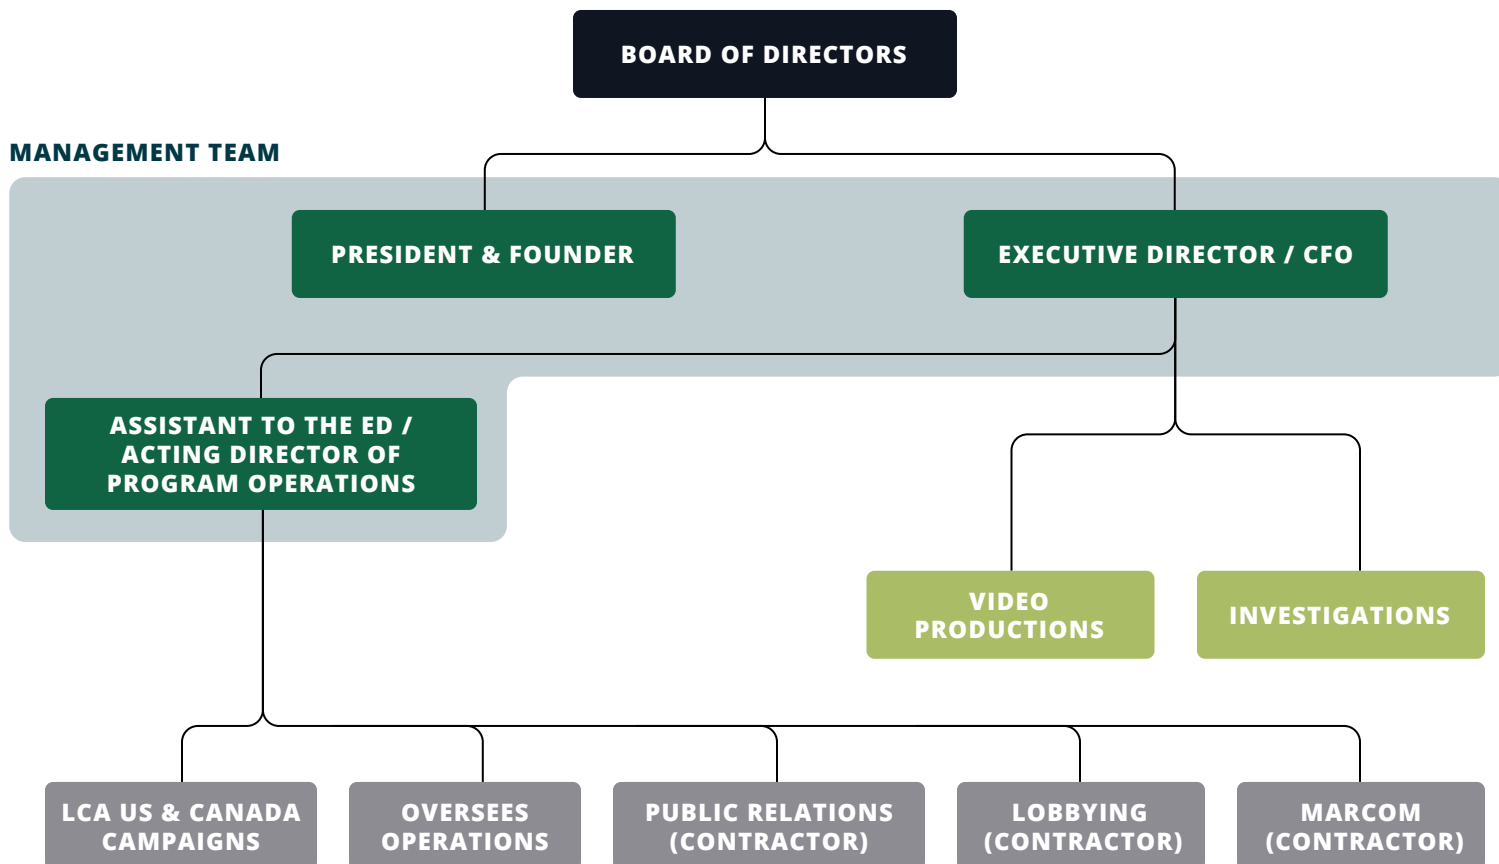 BOARD OF DIRECTORS
MANAGEMENT TEAM
PRESIDENT & FOUNDER
EXECUTIVE DIRECTOR / CFO
ASSISTANT TO THE ED /
ACTING DIRECTOR OF
PROGRAM OPERATIONS
VIDEO
PRODUCTIONS
INVESTIGATIONS
LCA US & CANADA
CAMPAIGNS
OVERSEES
OPERATIONS
PUBLIC RELATIONS
(CONTRACTOR)
LOBBYING
(CONTRACTOR)
MARCOM
(CONTRACTOR)